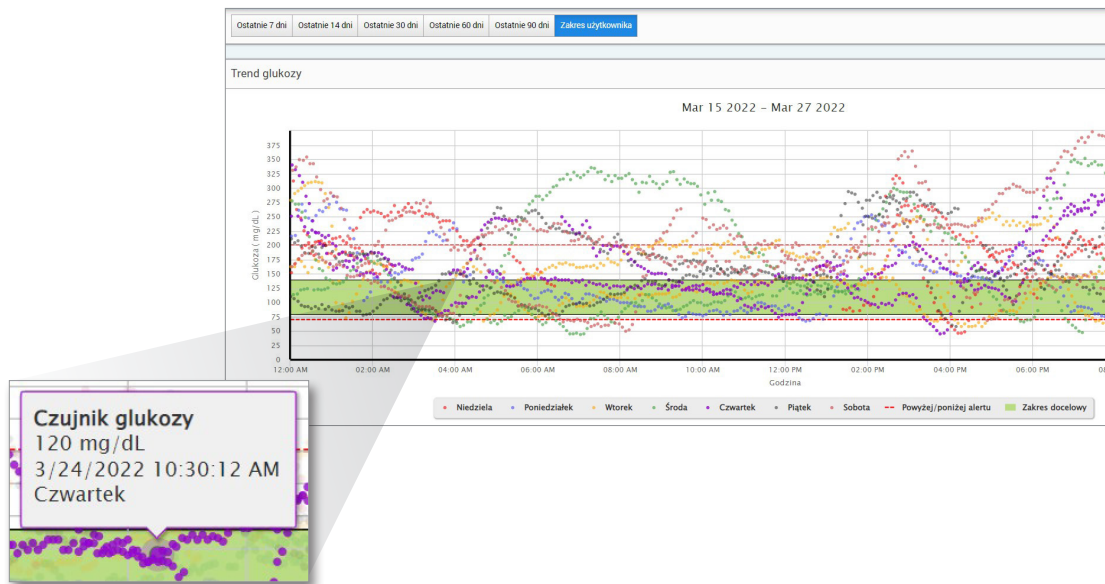 Ostatnie 7 dni Ostatnie 14 dni Ostatnie 30 dni Ostatnie 60 dni Ostatnie 90 dni Zakres użytkownika
Trend glukozy
Mar 15 2022 – Mar 27 2022
Glukoza (mg/dL)
375
350
325
300
275
250
225
200
175
150
125
100
75
50
25
0
12:00 AM 02:00 AM 04:00 AM 06:00 AM 08:00 AM 10:00 AM 12:00 PM 02:00 PM 04:00 PM 06:00 PM
Godzina
Niedziela Poniedziałek Wtorek Środa Czwartek Piątek Sobota Powyżej/poniżej alertu Zakres docelowy
Czujnik glukozy
120 mg/dL
3/24/2022 10:30:12 AM
Czwartek